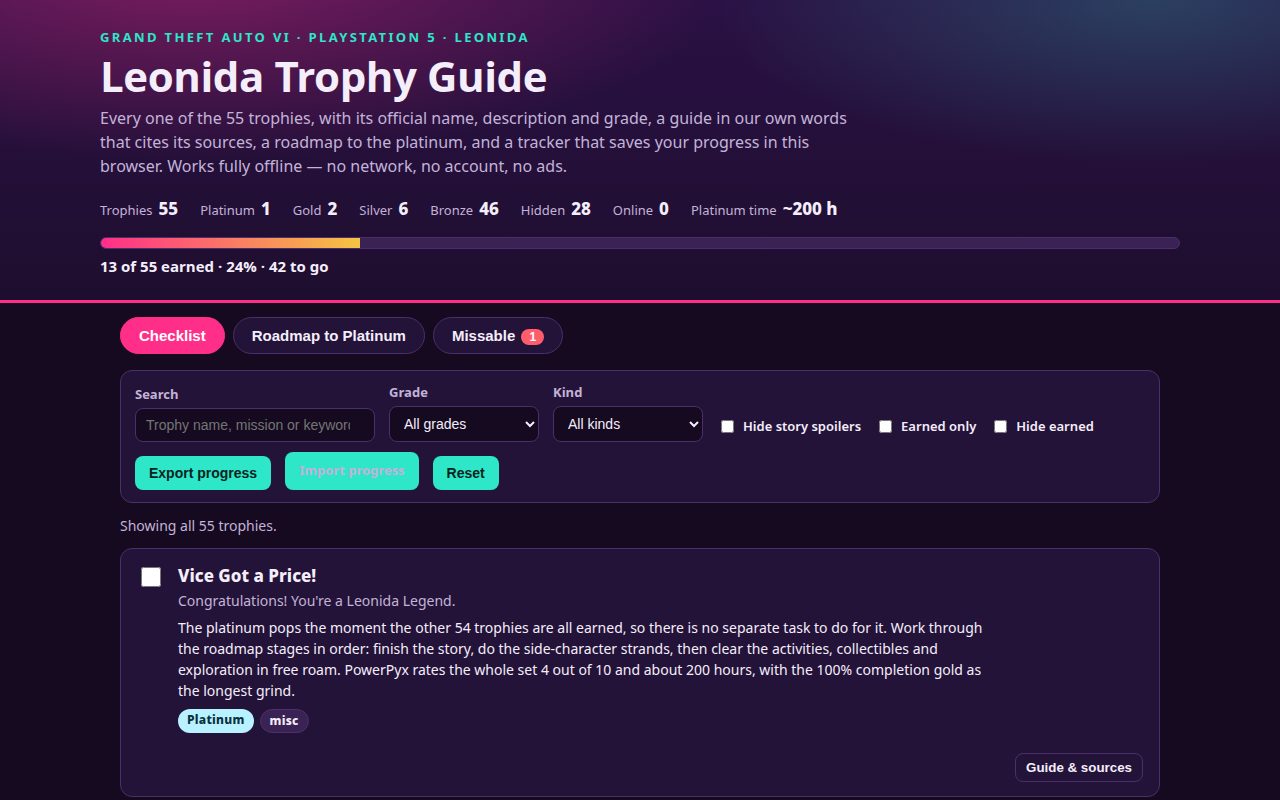 GRAND THEFT AUTO VI · PLAYSTATION 5 · LEONIDA
Leonida Trophy Guide
Every one of the 55 trophies, with its official name, description and grade, a guide in our own words
that cites its sources, a roadmap to the platinum, and a tracker that saves your progress in this
browser. Works fully offline — no network, no account, no ads.
Trophies 55 Platinum 1 Gold 2 Silver 6 Bronze 46 Hidden 28 Online 0 Platinum time ~200 h
13 of 55 earned · 24% · 42 to go
Checklist Roadmap to Platinum Missable 1
Search Grade Kind
Trophy name, mission or keyword All grades All kinds Hide story spoilers Earned only Hide earned
Export progress Import progress Reset
Showing all 55 trophies.
Vice Got a Price!
Congratulations! You're a Leonida Legend.
The platinum pops the moment the other 54 trophies are all earned, so there is no separate task to do for it. Work through
the roadmap stages in order: finish the story, do the side-character strands, then clear the activities, collectibles and
exploration in free roam. PowerPyx rates the whole set 4 out of 10 and about 200 hours, with the 100% completion gold as
the longest grind.
Platinum misc
Guide & sources